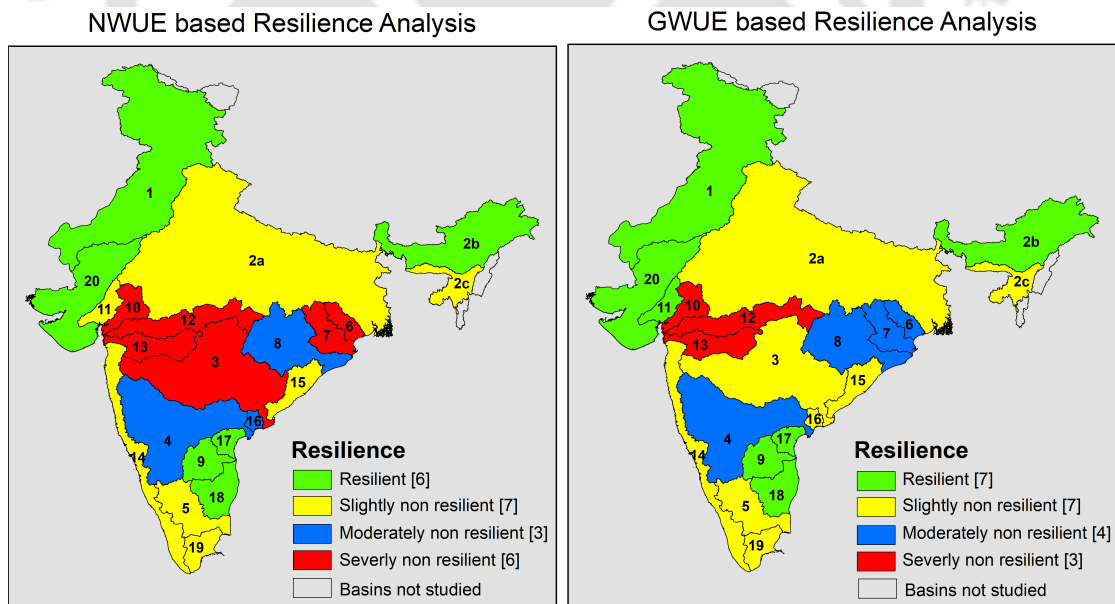 NWUE based Resilience Analysis
1
2b
2a
2c
20
11
10
12
6
7
13
8
3
15
16
4
17
14
9
18
5
19
Resilience
Resilient [6]
Slightly non resilient [7]
Moderately non resilient [3]
Severly non resilient [6]
Basins not studied
GWUE based Resilience Analysis
1
2b
2a
2c
20
11
10
12
6
7
13
8
3
15
16
4
17
14
9
18
5
19
Resilience
Resilient [7]
Slightly non resilient [7]
Moderately non resilient [4]
Severly non resilient [3]
Basins not studied